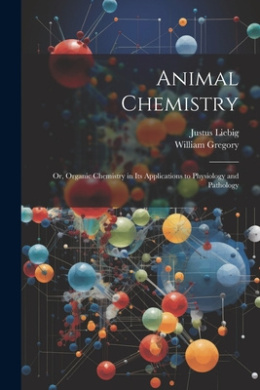 Animal
Chemistry
Justus Liebig
William Gregory
Or, Organic Chemistry in Its Applications to Physiology and
Pathology